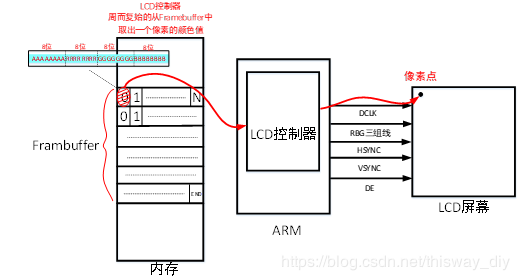 LCD控制器
周而复始的从Framebuffer中
取出一个像素的颜色值
8位 8位 8位 8位
AAAAAAAARRRRRRRRGGGGGGGGBBBBBBBB
0 1 N
0 1
Frambuffer
END
内存
LCD控制器
ARM
DCLK
RBG三组线
HSYNC
VSYNC
DE
像素点
LCD屏幕
https://blog.csdn.net/thisway_diy